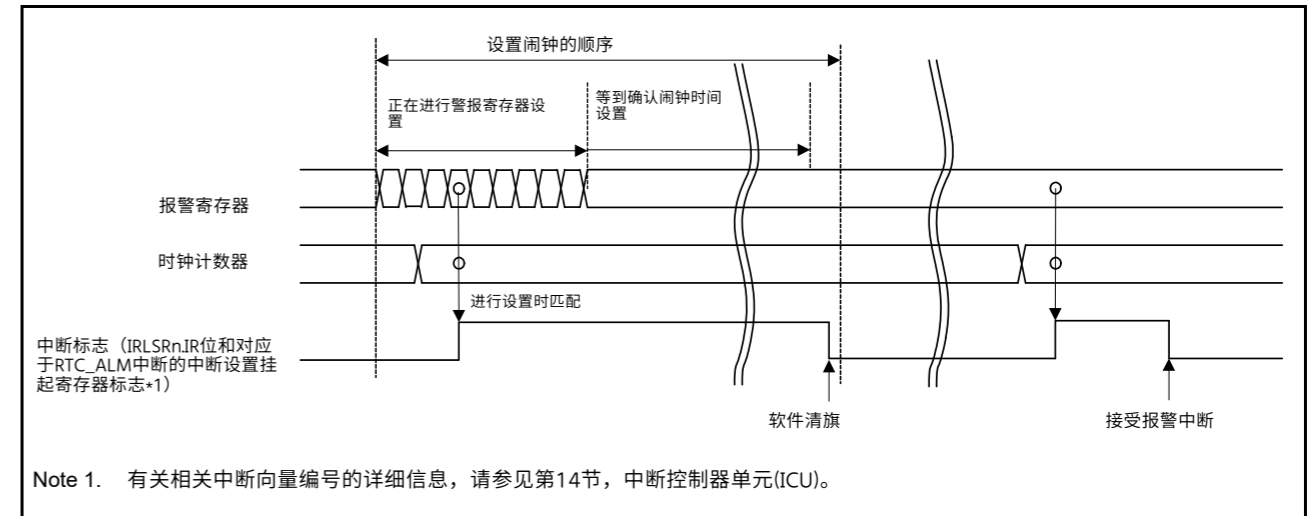 设置闹钟的顺序
正在进行警报寄存器设
置
等到确认闹钟时间
设置
报警寄存器
时钟计数器
进行设置时匹配
中断标志（IRLSRn.IR位和对应
于RTC_ALM中断的中断设置挂
起寄存器标志*1）
软件清旗
接受报警中断
Note 1. 有关相关中断向量编号的详细信息，请参见第14节，中断控制器单元(ICU)。